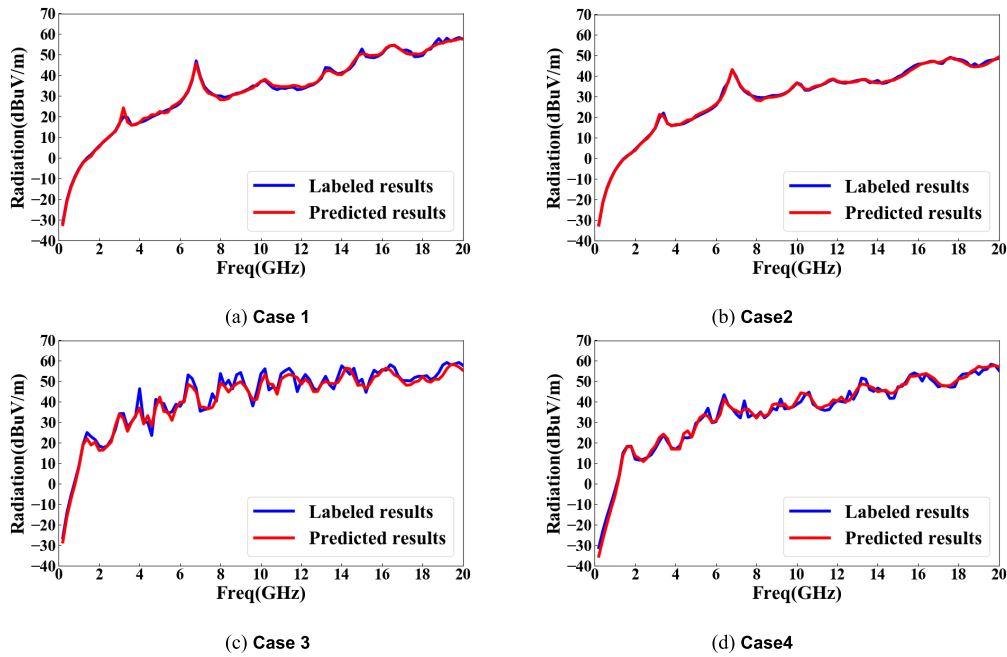 70
60
50
40
30
20
10
0
−10
−20
−30
−40
Radiation(dBuV/m)
Labeled results
Predicted results
0 2 4 6 8 10 12 14 16 18 20
Freq(GHz)
(a) Case 1
70
60
50
40
30
20
10
0
−10
−20
−30
−40
Radiation(dBuV/m)
Labeled results
Predicted results
0 2 4 6 8 10 12 14 16 18 20
Freq(GHz)
(b) Case2
70
60
50
40
30
20
10
0
−10
−20
−30
−40
Radiation(dBuV/m)
Labeled results
Predicted results
0 2 4 6 8 10 12 14 16 18 20
Freq(GHz)
(c) Case 3
70
60
50
40
30
20
10
0
−10
−20
−30
−40
Radiation(dBuV/m)
Labeled results
Predicted results
0 2 4 6 8 10 12 14 16 18 20
Freq(GHz)
(d) Case4